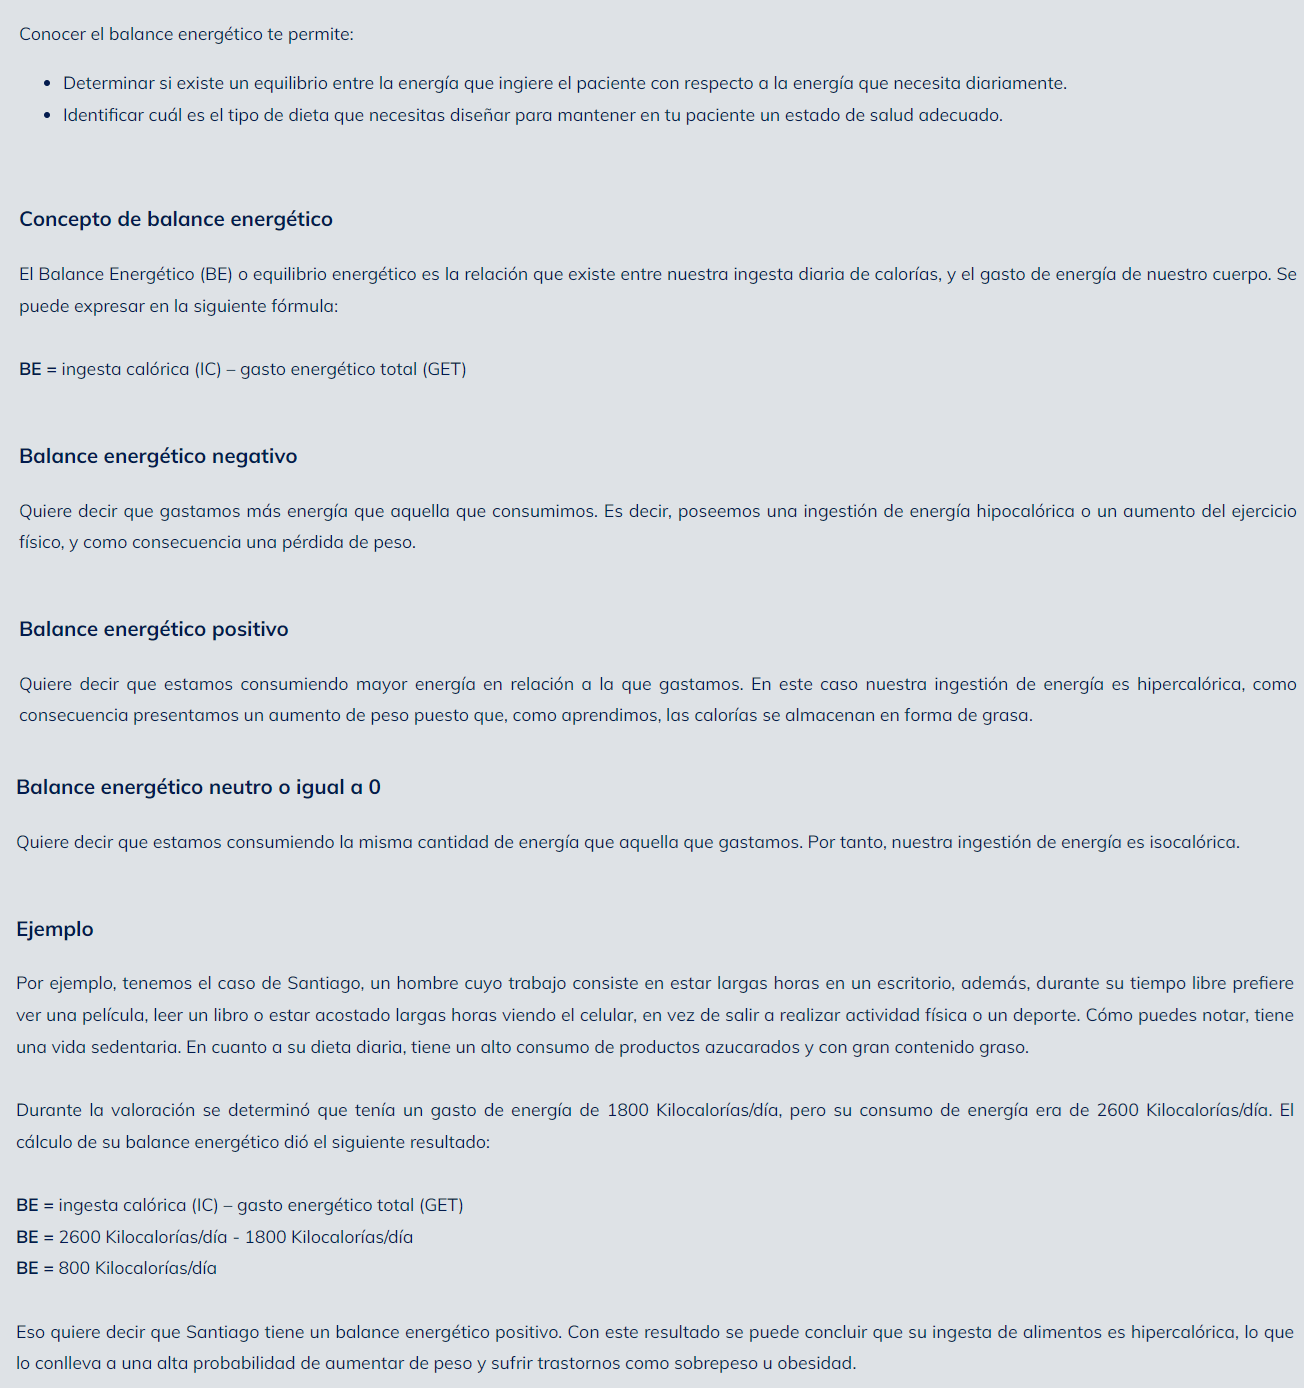 Conocer el balance energético te permite:
• Determinar si existe un equilibrio entre la energía que ingiere el paciente con respecto a la energía que necesita diariamente.
• Identificar cuál es el tipo de dieta que necesitas diseñar para mantener en tu paciente un estado de salud adecuado.
Concepto de balance energético
El Balance Energético (BE) o equilibrio energético es la relación que existe entre nuestra ingesta diaria de calorías, y el gasto de energía de nuestro cuerpo. Se
puede expresar en la siguiente fórmula:
BE = ingesta calórica (IC) – gasto energético total (GET)
Balance energético negativo
Quiere decir que gastamos más energía que aquella que consumimos. Es decir, poseemos una ingestión de energía hipocalórica o un aumento del ejercicio
físico, y como consecuencia una pérdida de peso.
Balance energético positivo
Quiere decir que estamos consumiendo mayor energía en relación a la que gastamos. En este caso nuestra ingestión de energía es hipercalórica, como
consecuencia presentamos un aumento de peso puesto que, como aprendimos, las calorías se almacenan en forma de grasa.
Balance energético neutro o igual a 0
Quiere decir que estamos consumiendo la misma cantidad de energía que aquella que gastamos. Por tanto, nuestra ingestión de energía es isocalórica.
Ejemplo
Por ejemplo, tenemos el caso de Santiago, un hombre cuyo trabajo consiste en estar largas horas en un escritorio, además, durante su tiempo libre prefiere
ver una película, leer un libro o estar acostado largas horas viendo el celular, en vez de salir a realizar actividad física o un deporte. Cómo puedes notar, tiene
una vida sedentaria. En cuanto a su dieta diaria, tiene un alto consumo de productos azucarados y con gran contenido graso.
Durante la valoración se determinó que tenía un gasto de energía de 1800 Kilocalorías/día, pero su consumo de energía era de 2600 Kilocalorías/día. El
cálculo de su balance energético dió el siguiente resultado:
BE = ingesta calórica (IC) – gasto energético total (GET)
BE = 2600 Kilocalorías/día - 1800 Kilocalorías/día
BE = 800 Kilocalorías/día
Eso quiere decir que Santiago tiene un balance energético positivo. Con este resultado se puede concluir que su ingesta de alimentos es hipercalórica, lo que
lo conlleva a una alta probabilidad de aumentar de peso y sufrir trastornos como sobrepeso u obesidad.